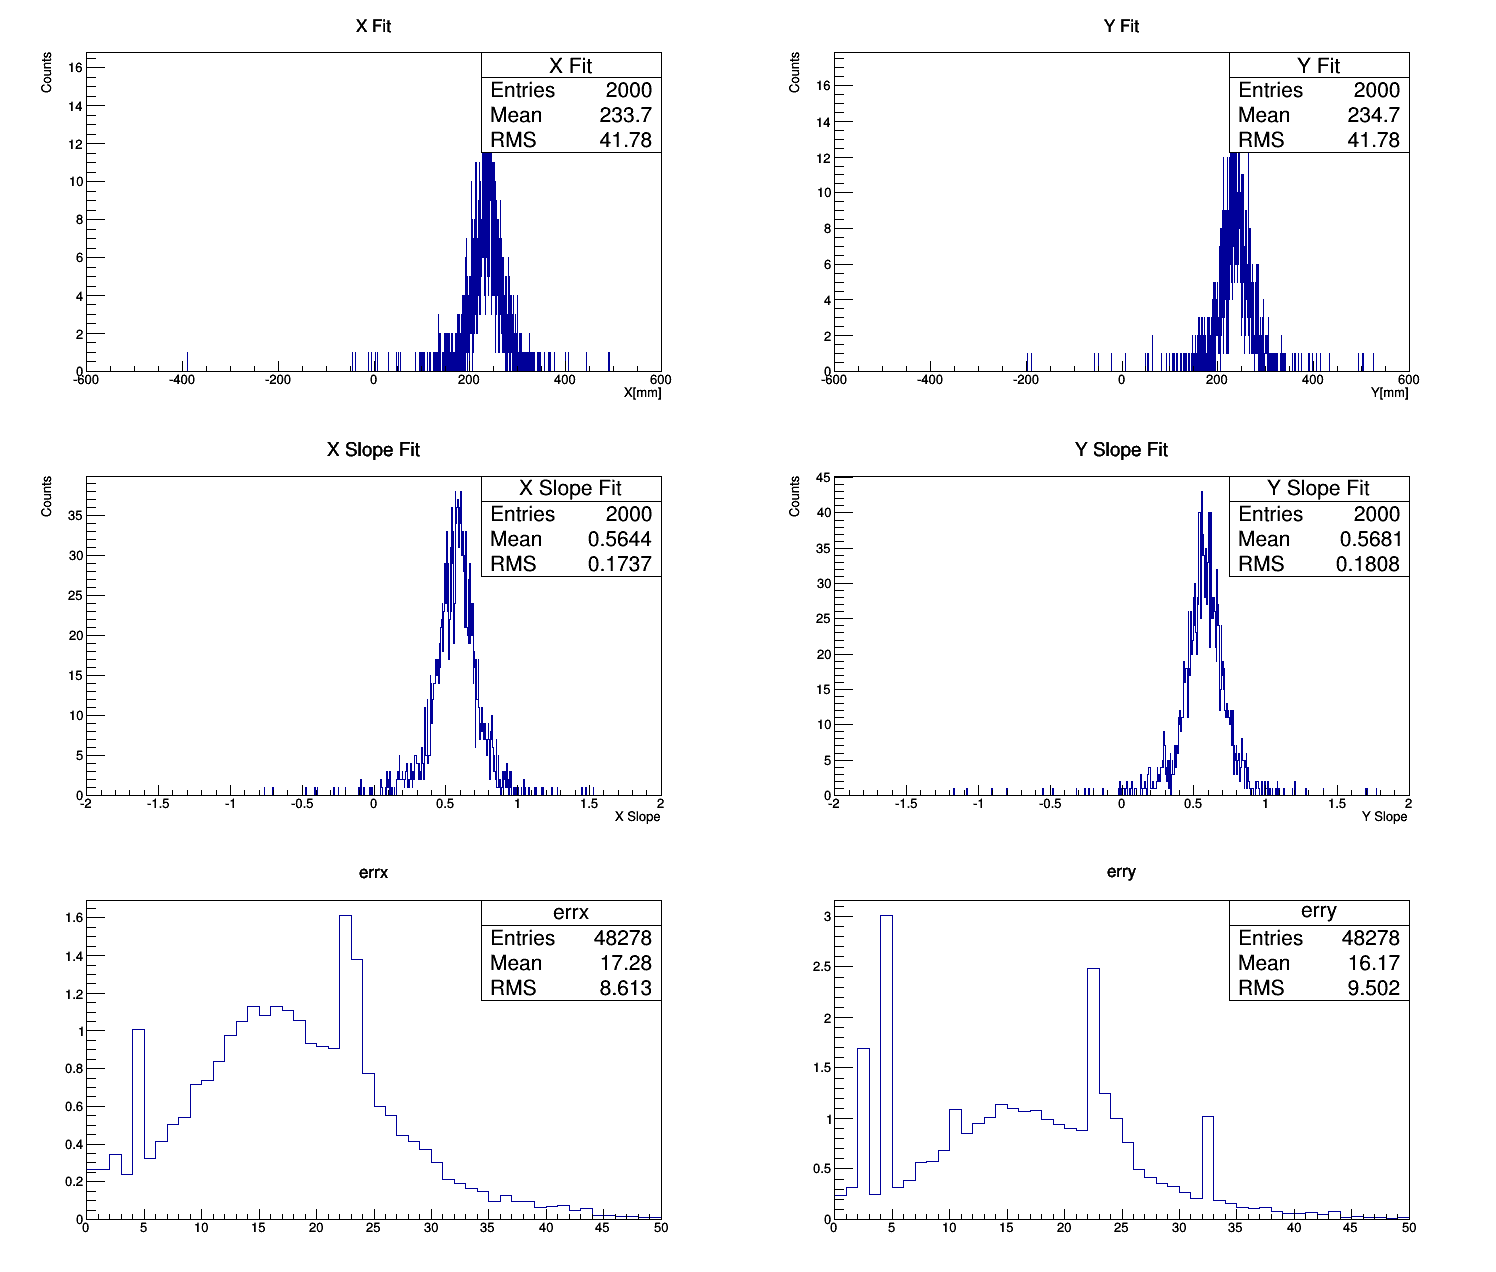 X Fit
Counts
16
14
12
10
8
6
4
2
0
-600 -400 -200 0 200 400 600
X[mm]
X Fit
Entries 2000
Mean 233.7
RMS 41.78
Y Fit
Counts
16
14
12
10
8
6
4
2
0
-600 -400 -200 0 200 400 600
Y[mm]
Y Fit
Entries 2000
Mean 234.7
RMS 41.78
X Slope Fit
Counts
35
30
25
20
15
10
5
0
-2 -1.5 -1 -0.5 0 0.5 1 1.5 2
X Slope
X Slope Fit
Entries 2000
Mean 0.5644
RMS 0.1737
Y Slope Fit
Counts
45
40
35
30
25
20
15
10
5
0
-2 -1.5 -1 -0.5 0 0.5 1 1.5 2
Y Slope
Y Slope Fit
Entries 2000
Mean 0.5681
RMS 0.1808
errx
1.6
1.4
1.2
1
0.8
0.6
0.4
0.2
0
0 5 10 15 20 25 30 35 40 45 50
errx
Entries 48278
Mean 17.28
RMS 8.613
erry
3
2.5
2
1.5
1
0.5
0
0 5 10 15 20 25 30 35 40 45 50
erry
Entries 48278
Mean 16.17
RMS 9.502